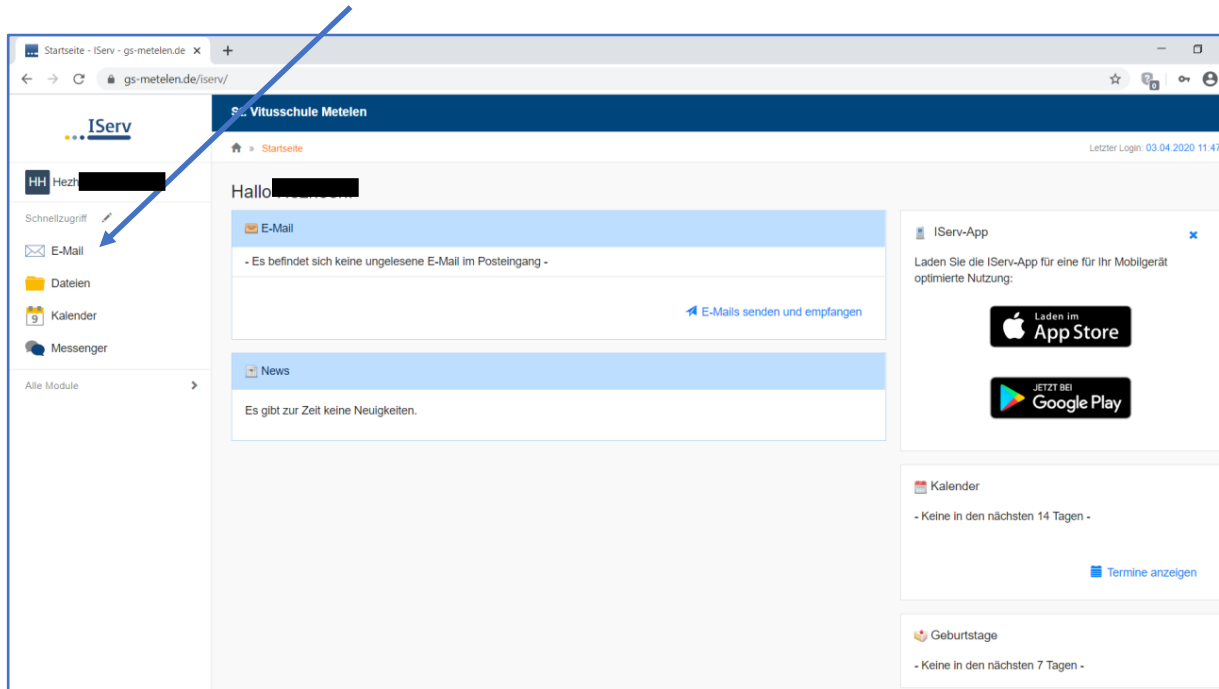 Startseite - IServ - gs-metelen.de
gs-metelen.de/iserv/
IServ
Vitusschule Metelen
» Startseite
Letzter Login: 03.04.2020 11:47
HH Hezh
Hallo
Schnellzugriff
E-Mail
Dateien
9 Kalender
Messenger
Alle Module
E-Mail
- Es befindet sich keine ungelesene E-Mail im Posteingang -
E-Mails senden und empfangen
News
Es gibt zur Zeit keine Neuigkeiten.
IServ-App
Laden Sie die IServ-App für eine für Ihr Mobilgerät
optimierte Nutzung:
Laden im
App Store
JETZT BEI
Google Play
Kalender
- Keine in den nächsten 14 Tagen -
Termine anzeigen
Geburtstage
- Keine in den nächsten 7 Tagen -